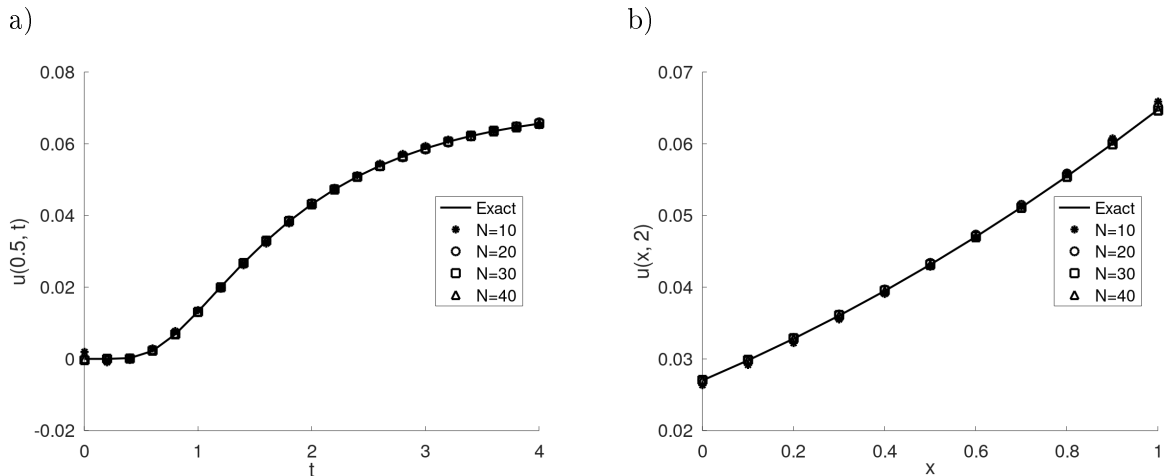 a)
0.08
0.06
0.04
0.02
0
-0.02
u(0.5, t)
0
1
2
3
4
t
Exact
N=10
N=20
N=30
N=40
b)
0.07
0.06
0.05
0.04
0.03
0.02
u(x, 2)
0
0.2
0.4
0.6
0.8
1
x
Exact
N=10
N=20
N=30
N=40